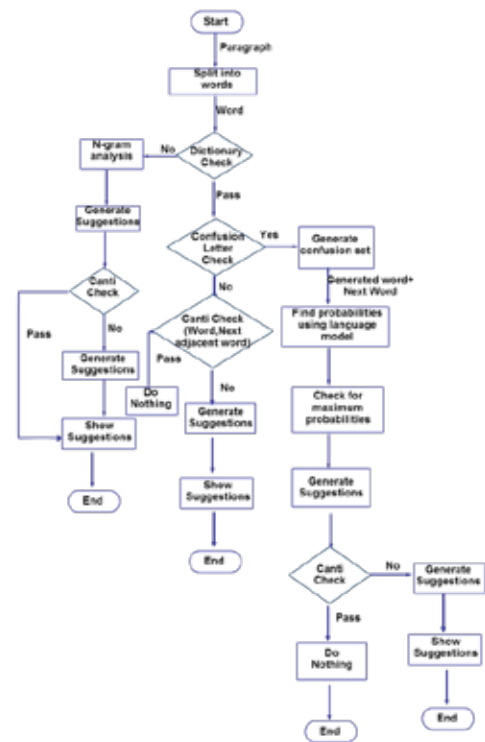 Start
Paragraph
Split into
words
Word
N-gram
analysis
No
Dictionary
Check
Pass
Generate
Suggestions
Confusion
Letter
Check
Yes
Generate
confusion set
Canti
Check
No
Generated word+
Next Word
Pass
No
Canti Check
(Word,Next
adjacent word)
Find probabilities
using language
model
Generate
Suggestions
Pass
Do
Nothing
No
Generate
Suggestions
Check for
maximum
probabilities
Show
Suggestions
End
Show
Suggestions
End
Generate
Suggestions
Canti
Check
No
Generate
Suggestions
Pass
Do
Nothing
Show
Suggestions
End
End